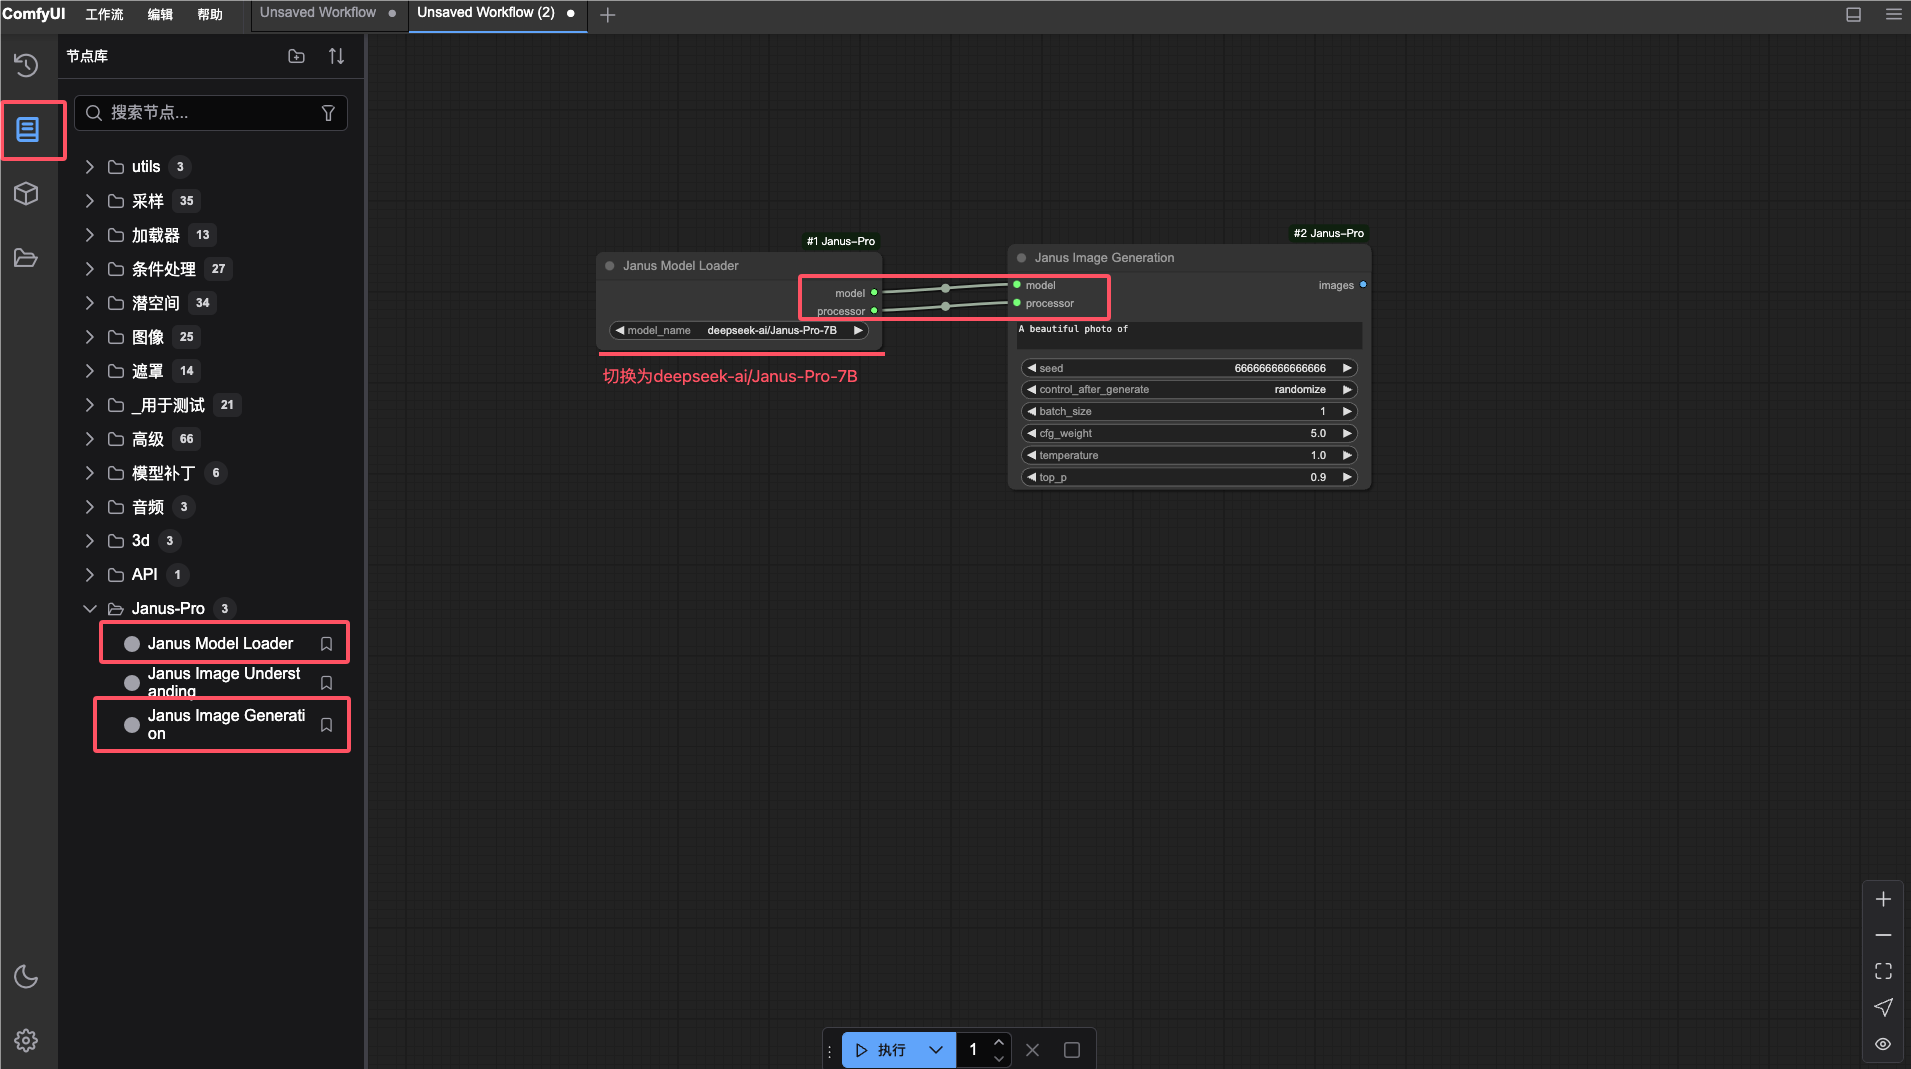 ComfyUI 工作流 编辑 帮助 Unsaved Workflow Unsaved Workflow (2)
节点库
搜索节点...
utils 3
采样 35
加载器 13
条件处理 27
潜空间 34
图像 25
遮罩 14
_用于测试 21
高级 66
模型补丁 6
音频 3
3d 3
API 1
Janus-Pro 3
Janus Model Loader
Janus Image Underst
anding
Janus Image Generati
on
#1 Janus-Pro
Janus Model Loader
model
processor
model_name deepseek-ai/Janus-Pro-7B
切换为deepseek-ai/Janus-Pro-7B
#2 Janus-Pro
Janus Image Generation
model images
processor
A beautiful photo of
seed 666666666666666
control_after_generate randomize
batch_size 1
cfg_weight 5.0
temperature 1.0
top_p 0.9
执行 1